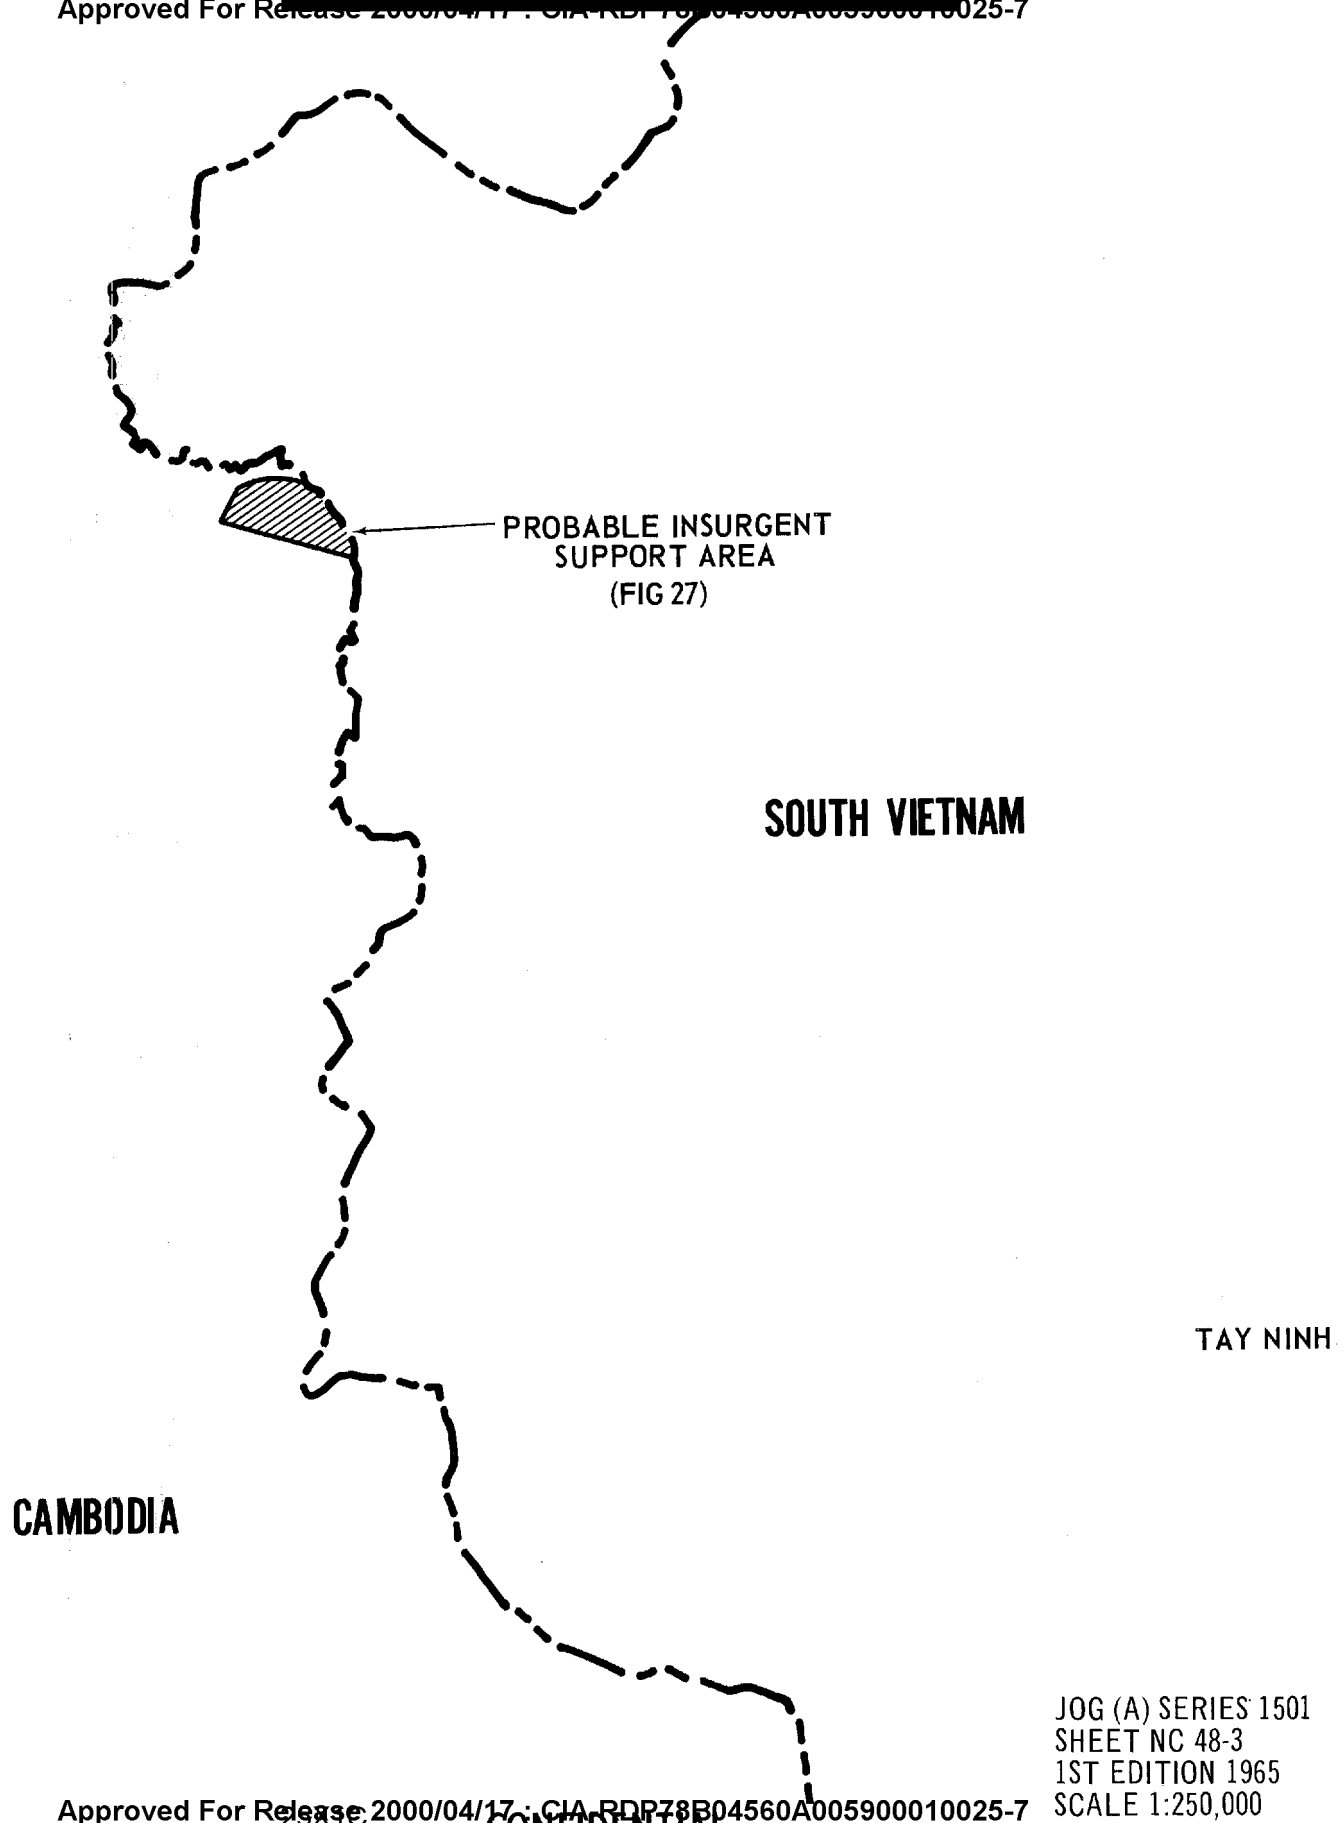 Approved For Release 2000/04/17 : CIA-RDP78B04560A005900010025-7
PROBABLE INSURGENT
SUPPORT AREA
(FIG 27)
SOUTH VIETNAM
TAY NINH
CAMBODIA
JOG (A) SERIES 1501
SHEET NC 48-3
1ST EDITION 1965
SCALE 1:250,000
Approved For Release 2000/04/17 : CIA-RDP78B04560A005900010025-7
CONFIDENTIAL